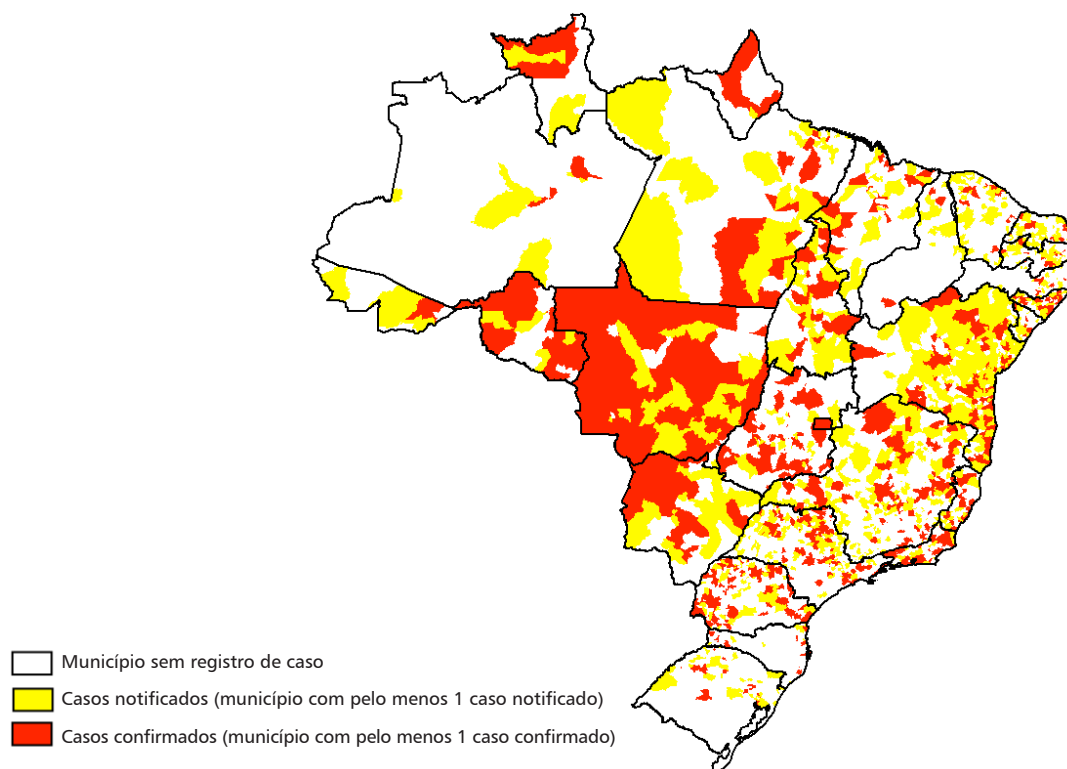 Município sem registro de caso
Casos notificados (município com pelo menos 1 caso notificado)
Casos confirmados (município com pelo menos 1 caso confirmado)